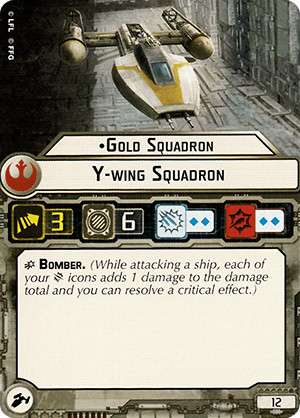 © LFL © FFG
•Gold Squadron
Y-wing Squadron
3 6
Bomber. (While attacking a ship, each of
your icons adds 1 damage to the damage
total and you can resolve a critical effect.)
12